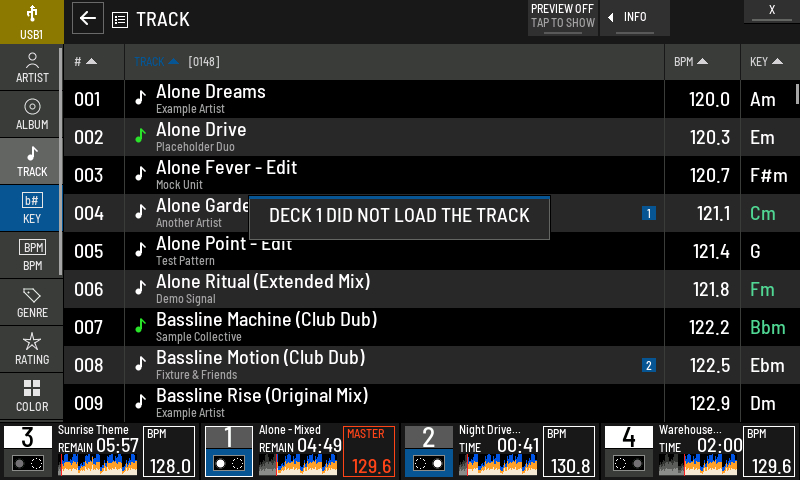 USB1
TRACK
PREVIEW OFF
TAP TO SHOW
INFO
X
ARTIST
ALBUM
TRACK
b#
KEY
BPM
BPM
GENRE
RATING
COLOR
# TRACK [0148] BPM KEY
001 Alone Dreams 120.0 Am
Example Artist
002 Alone Drive 120.3 Em
Placeholder Duo
003 Alone Fever - Edit 120.7 F#m
Mock Unit
004 Alone Garde 1 121.1 Cm
Another Artist
DECK 1 DID NOT LOAD THE TRACK
005 Alone Point - Edit 121.4 G
Test Pattern
006 Alone Ritual (Extended Mix) 121.8 Fm
Demo Signal
007 Bassline Machine (Club Dub) 122.2 Bbm
Sample Collective
008 Bassline Motion (Club Dub) 2 122.5 Ebm
Fixture & Friends
009 Bassline Rise (Original Mix) 122.9 Dm
Example Artist
3 Sunrise Theme BPM
REMAIN 05:57
128.0
1 Alone - Mixed MASTER
REMAIN 04:49
129.6
2 Night Drive... BPM
TIME 00:41
130.8
4 Warehouse... BPM
TIME 02:00
129.6